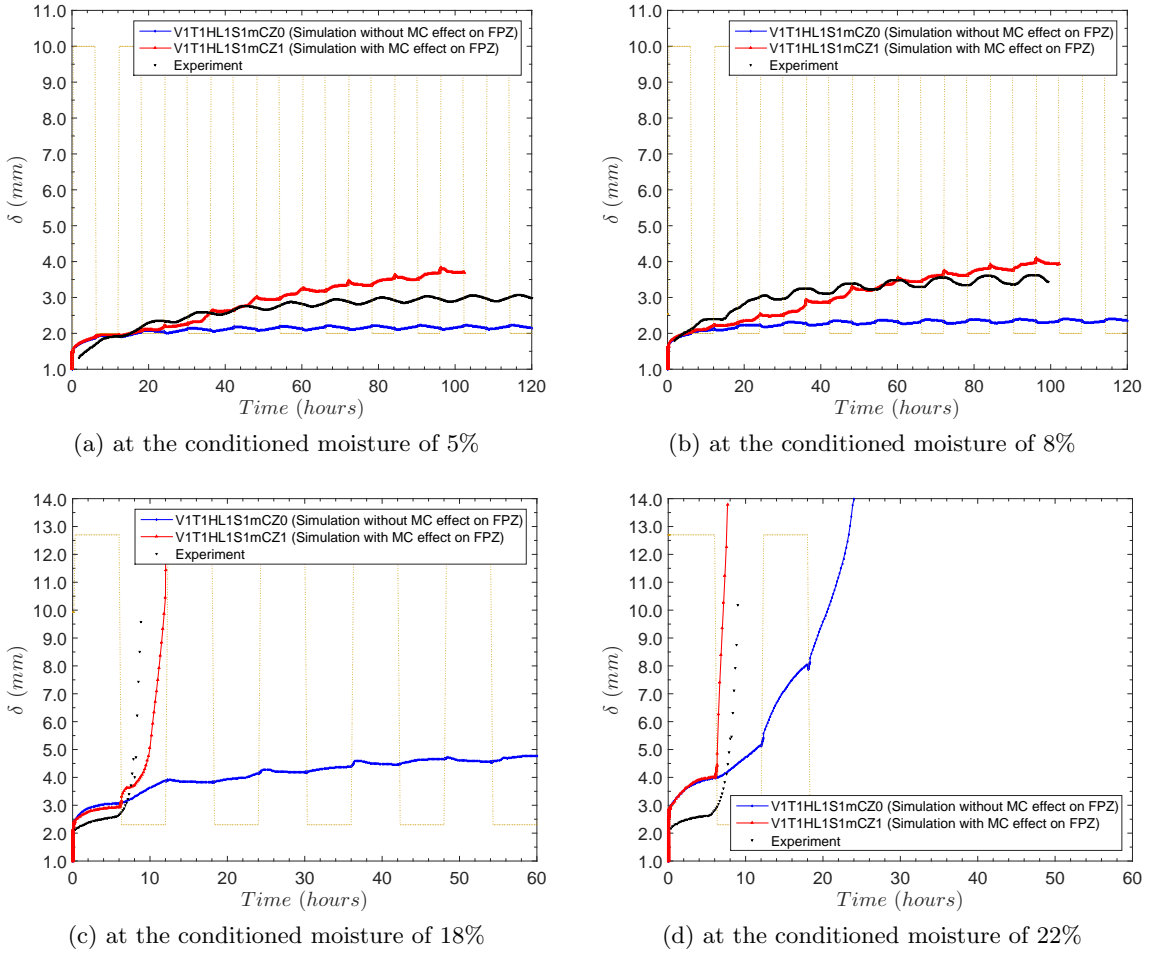 V1T1HL1S1mCZ0 (Simulation without MC effect on FPZ)
V1T1HL1S1mCZ1 (Simulation with MC effect on FPZ)
Experiment
δ (mm)
10.0
9.0
8.0
7.0
6.0
5.0
4.0
3.0
2.0
1.0
0 20 40 60 80 100 120
Time (hours)
(a) at the conditioned moisture of 5%
V1T1HL1S1mCZ0 (Simulation without MC effect on FPZ)
V1T1HL1S1mCZ1 (Simulation with MC effect on FPZ)
Experiment
δ (mm)
11.0
10.0
9.0
8.0
7.0
6.0
5.0
4.0
3.0
2.0
1.0
0 20 40 60 80 100 120
Time (hours)
(b) at the conditioned moisture of 8%
V1T1HL1S1mCZ0 (Simulation without MC effect on FPZ)
V1T1HL1S1mCZ1 (Simulation with MC effect on FPZ)
Experiment
δ (mm)
14.0
13.0
12.0
11.0
10.0
9.0
8.0
7.0
6.0
5.0
4.0
3.0
2.0
1.0
0 10 20 30 40 50 60
Time (hours)
(c) at the conditioned moisture of 18%
δ (mm)
14.0
13.0
12.0
11.0
10.0
9.0
8.0
7.0
6.0
5.0
4.0
3.0
2.0
1.0
V1T1HL1S1mCZ0 (Simulation without MC effect on FPZ)
V1T1HL1S1mCZ1 (Simulation with MC effect on FPZ)
Experiment
0 10 20 30 40 50 60
Time (hours)
(d) at the conditioned moisture of 22%